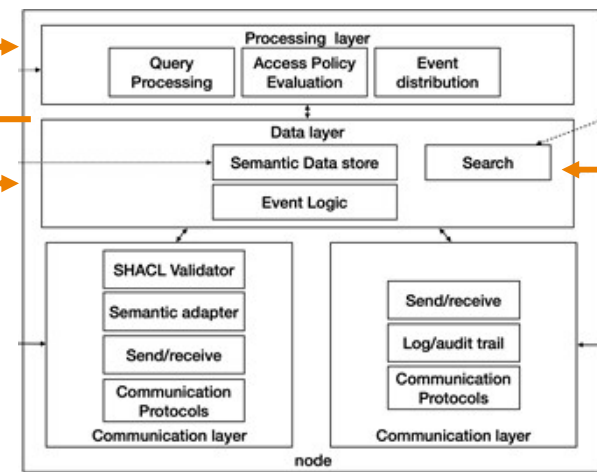 Processing layer
Query
Processing
Access Policy
Evaluation
Event
distribution
Data layer
Semantic Data store
Search
Event Logic
SHACL Validator
Semantic adapter
Send/receive
Communication
Protocols
Communication layer
Send/receive
Log/audit trail
Communication
Protocols
Communication layer
node